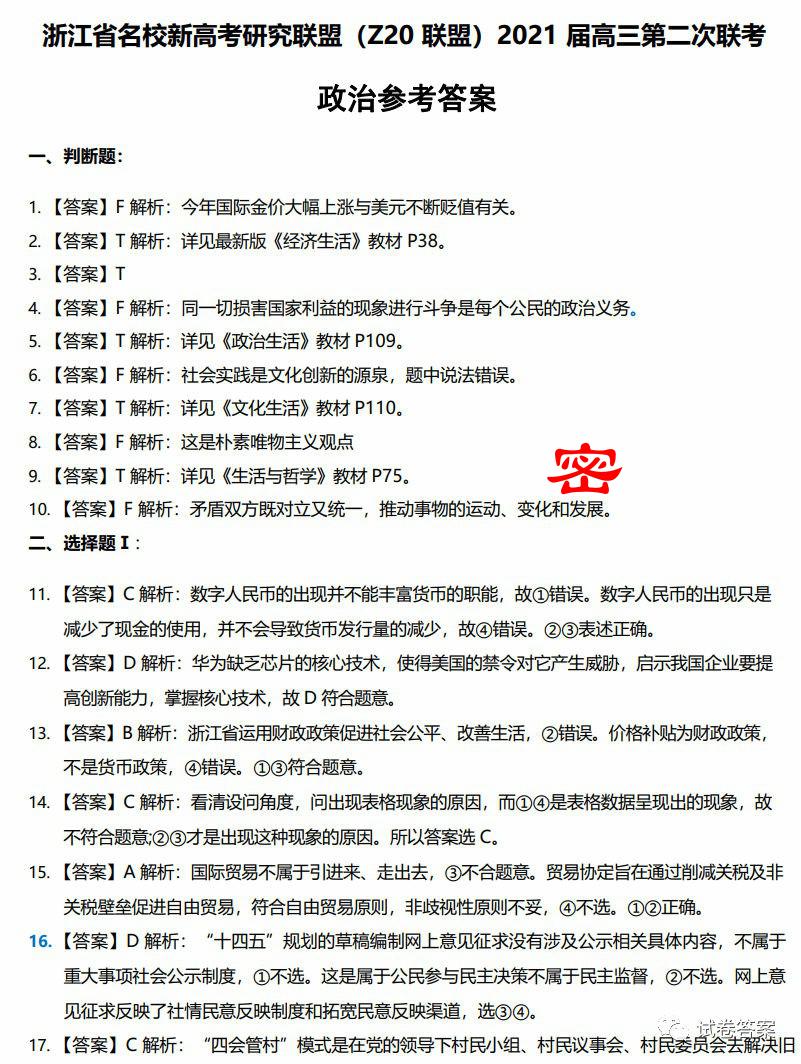 浙江省名校新高考研究联盟（Z20 联盟）2021 届高三第二次联考
政治参考答案
一、判断题：
1. 【答案】F 解析：今年国际金价大幅上涨与美元不断贬值有关。
2. 【答案】T 解析：详见最新版《经济生活》教材 P38。
3. 【答案】T
4. 【答案】F 解析：同一切损害国家利益的现象进行斗争是每个公民的政治义务。
5. 【答案】T 解析：详见《政治生活》教材 P109。
6. 【答案】F 解析：社会实践是文化创新的源泉，题中说法错误。
7. 【答案】T 解析：详见《文化生活》教材 P110。
8. 【答案】F 解析：这是朴素唯物主义观点
密
9. 【答案】T 解析：详见《生活与哲学》教材 P75。
10. 【答案】F 解析：矛盾双方既对立又统一，推动事物的运动、变化和发展。
二、选择题 I：
11. 【答案】C 解析：数字人民币的出现并不能丰富货币的职能，故①错误。数字人民币的出现只是
减少了现金的使用，并不会导致货币发行量的减少，故④错误。②③表述正确。
12. 【答案】D 解析：华为缺乏芯片的核心技术，使得美国的禁令对它产生威胁，启示我国企业要提
高创新能力，掌握核心技术，故 D 符合题意。
13. 【答案】B 解析：浙江省运用财政政策促进社会公平、改善生活，②错误。价格补贴为财政政策，
不是货币政策，④错误。①③符合题意。
14. 【答案】C 解析：看清设问角度，问出现表格现象的原因，而①④是表格数据呈现出的现象，故
不符合题意;②③才是出现这种现象的原因。所以答案选 C。
15. 【答案】A 解析：国际贸易不属于引进来、走出去，③不合题意。贸易协定旨在通过削减关税及非
关税壁垒促进自由贸易，符合自由贸易原则，非歧视性原则不妥，④不选。①②正确。
16. 【答案】D 解析：“十四五”规划的草稿编制网上意见征求没有涉及公示相关具体内容，不属于
重大事项社会公示制度，①不选。这是属于公民参与民主决策不属于民主监督，②不选。网上意
见征求反映了社情民意反映制度和拓宽民意反映渠道，选③④。
试卷答案
17. 【答案】C 解析：“四会管村”模式是在党的领导下村民小组、村民议事会、村民委员会去解决旧